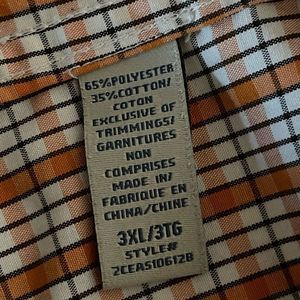 65%POLYESTER
35%COTTON/
COTON
EXCLUSIVE OF
TRIMMINGS/
GARNITURES
NON
COMPRISES
MADE IN/
FABRIQUE EN
CHINA/CHINE
3XL/3TG
STYLE#
2CEA510612B